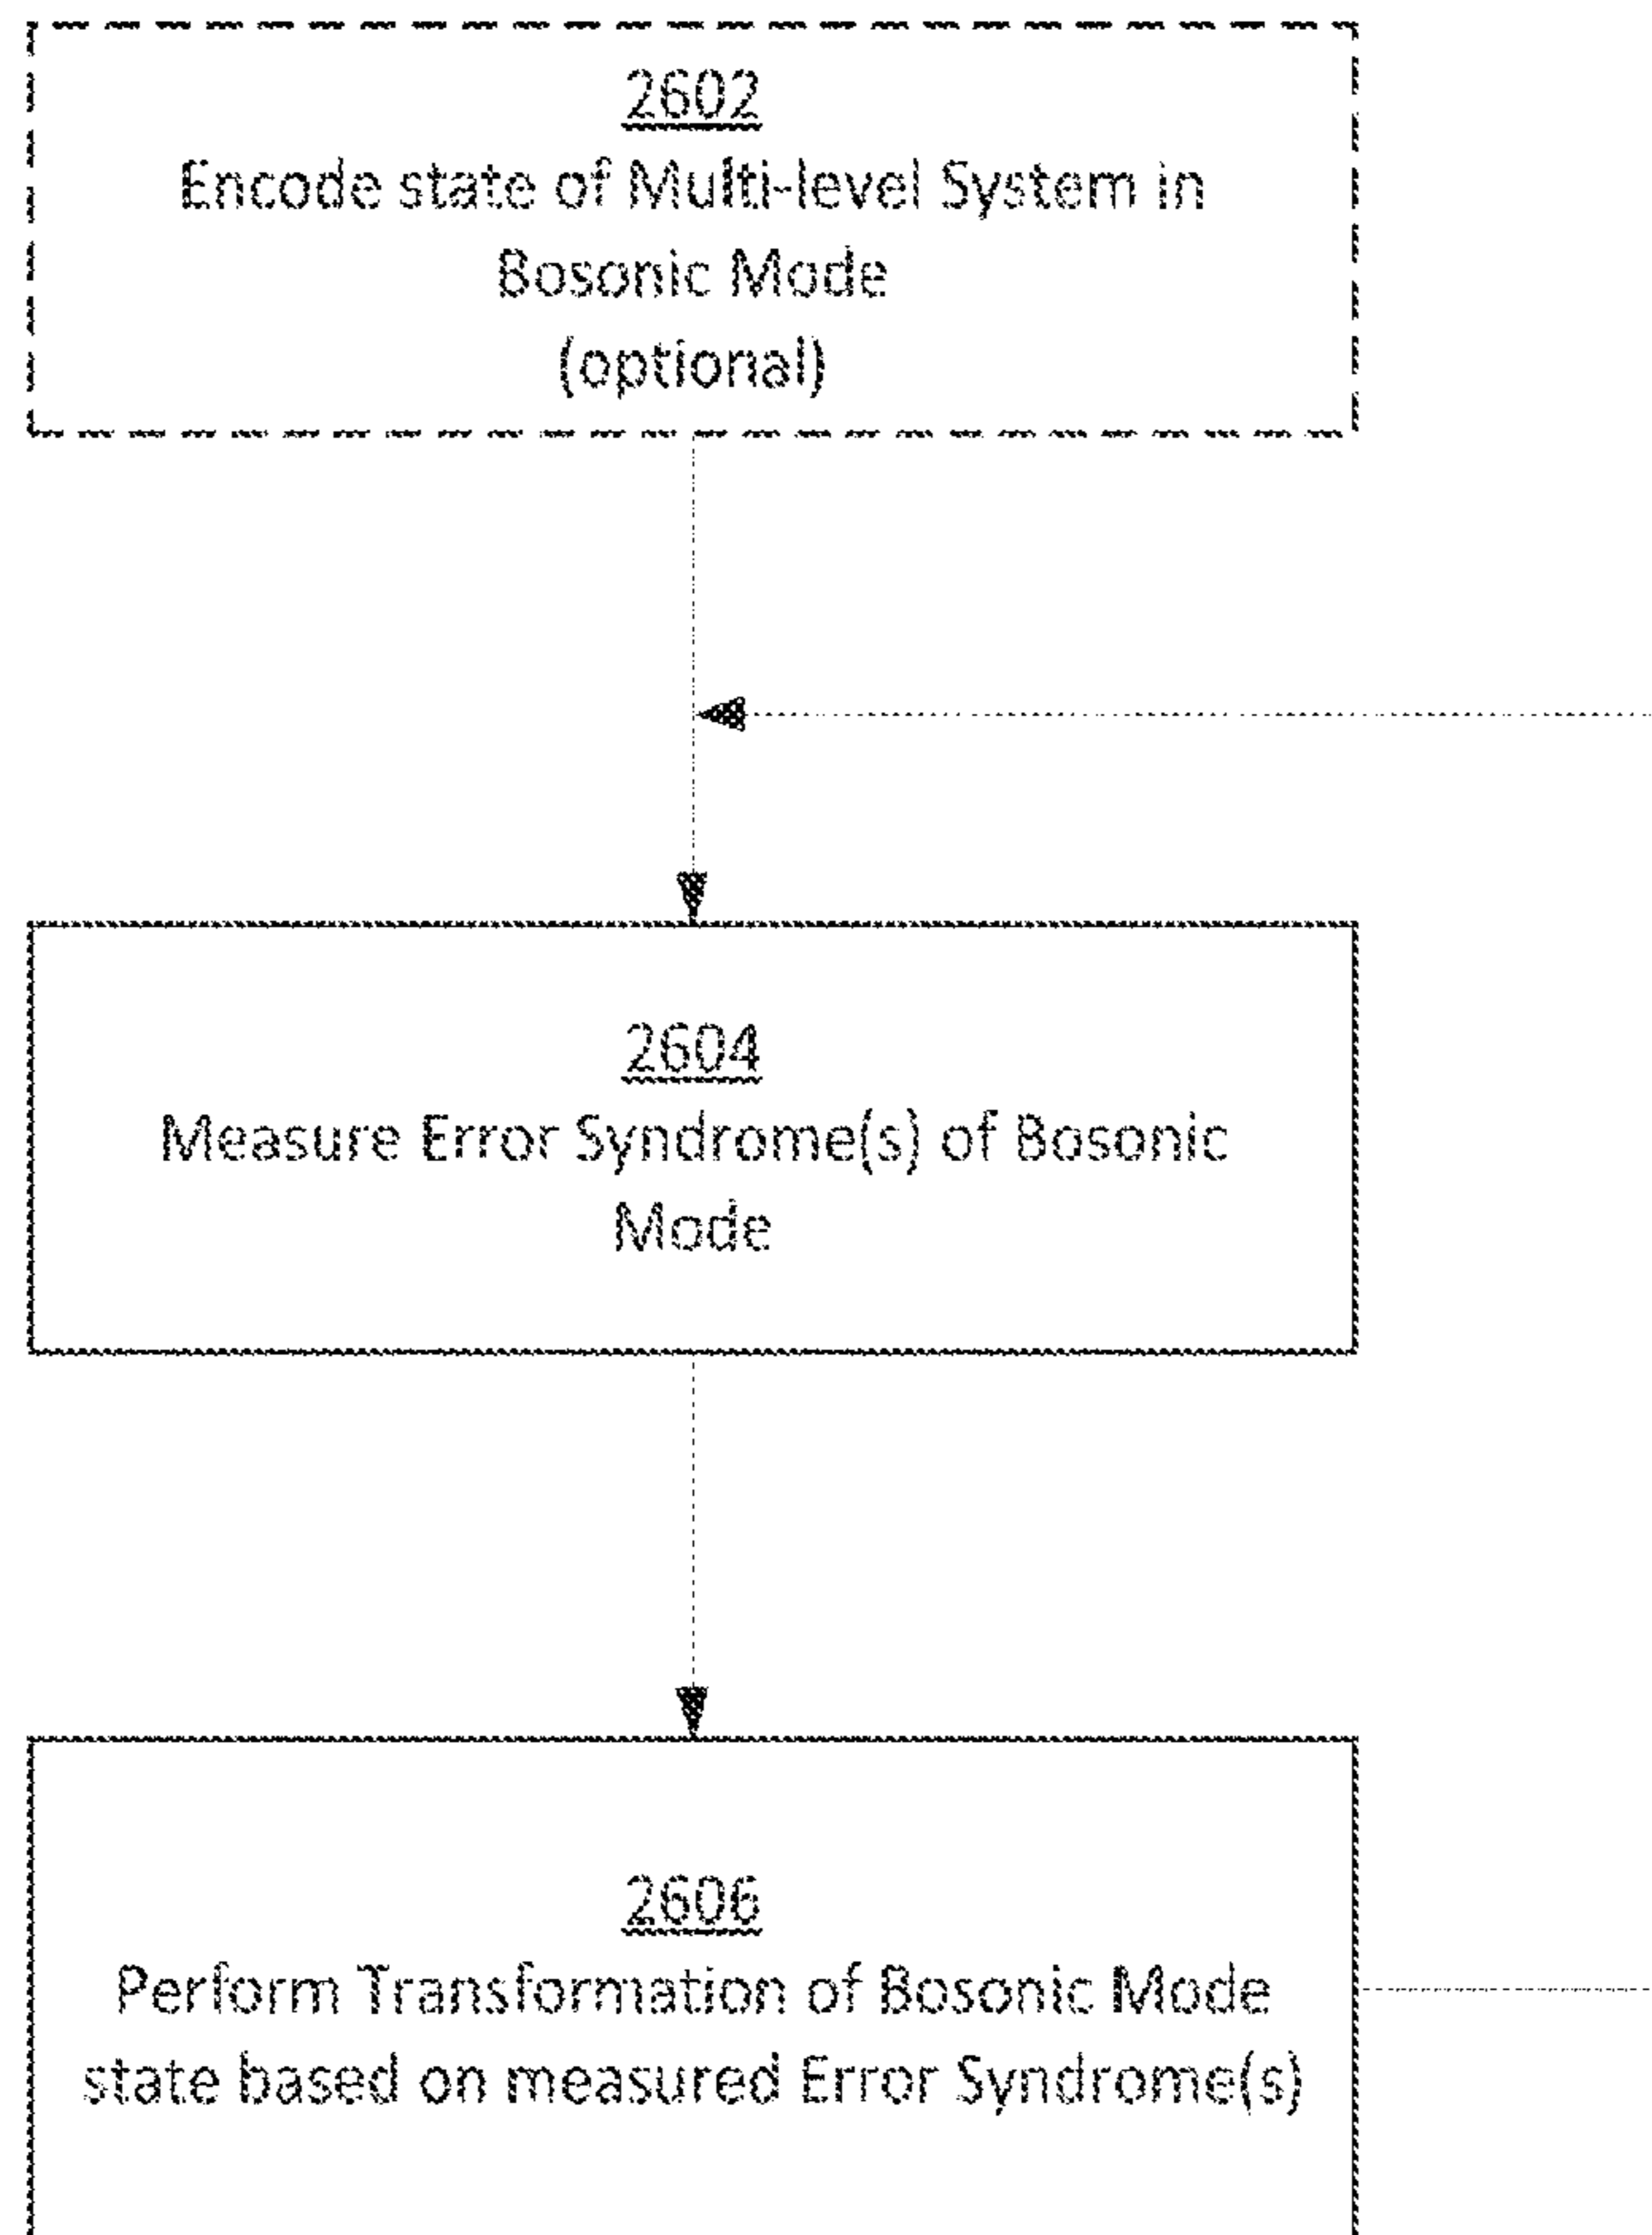 2602
Encode state of Multi-level System in
Bosonic Mode
(optional)
2604
Measure Error Syndrome(s) of Bosonic
Mode
2606
Perform Transformation of Bosonic Mode
state based on measured Error Syndrome(s)